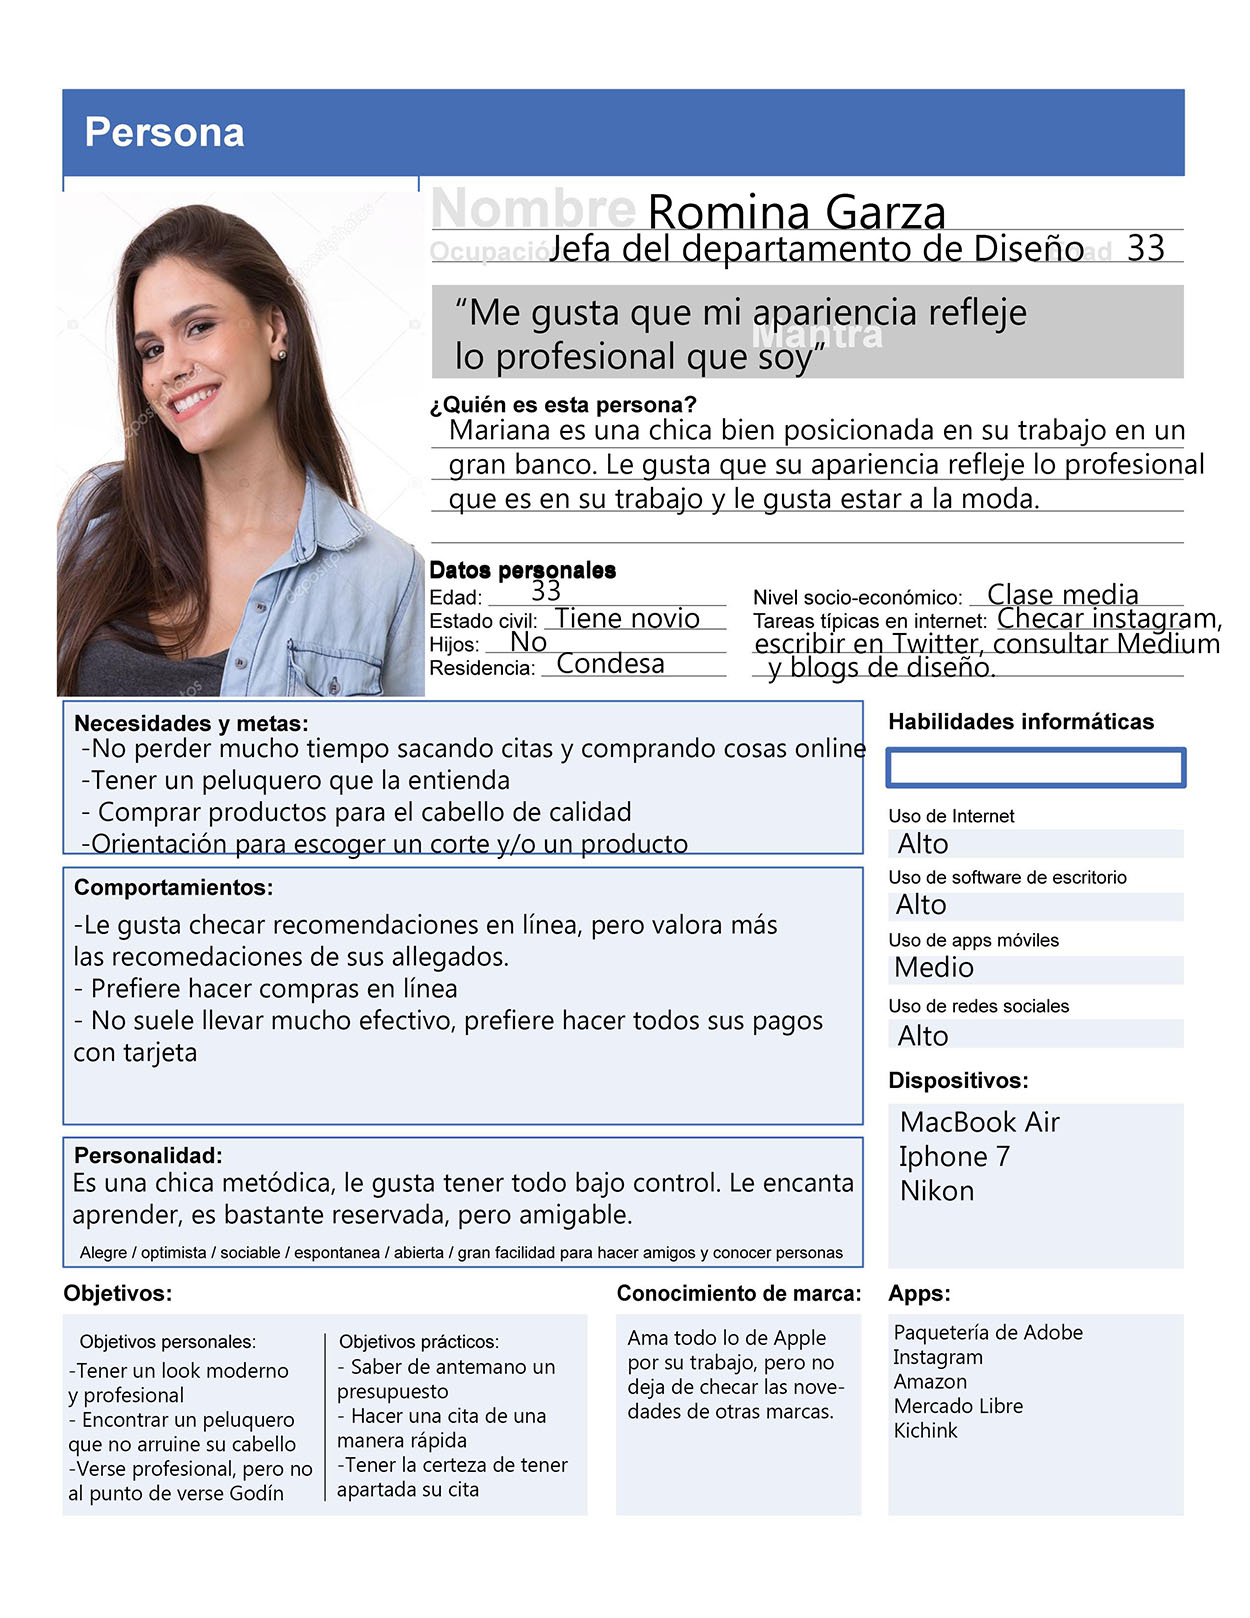 Persona
Nombre Romina Garza
Ocupación Jefa del departamento de Diseño Edad 33
Mantra
“Me gusta que mi apariencia refleje
lo profesional que soy”
¿Quién es esta persona?
Mariana es una chica bien posicionada en su trabajo en un
gran banco. Le gusta que su apariencia refleje lo profesional
que es en su trabajo y le gusta estar a la moda.
Datos personales
Edad: 33
Estado civil: Tiene novio
Hijos: No
Residencia: Condesa
Nivel socio-económico: Clase media
Tareas típicas en internet: Checar instagram,
escribir en Twitter, consultar Medium
y blogs de diseño.
Necesidades y metas:
-No perder mucho tiempo sacando citas y comprando cosas online
-Tener un peluquero que la entienda
- Comprar productos para el cabello de calidad
-Orientación para escoger un corte y/o un producto
Comportamientos:
-Le gusta checar recomendaciones en línea, pero valora más
las recomedaciones de sus allegados.
- Prefiere hacer compras en línea
- No suele llevar mucho efectivo, prefiere hacer todos sus pagos
con tarjeta
Personalidad:
Es una chica metódica, le gusta tener todo bajo control. Le encanta
aprender, es bastante reservada, pero amigable.
Alegre / optimista / sociable / espontanea / abierta / gran facilidad para hacer amigos y conocer personas
Habilidades informáticas
Uso de Internet
Alto
Uso de software de escritorio
Alto
Uso de apps móviles
Medio
Uso de redes sociales
Alto
Dispositivos:
MacBook Air
Iphone 7
Nikon
Objetivos:
Objetivos personales:
-Tener un look moderno
y profesional
- Encontrar un peluquero
que no arruine su cabello
-Verse profesional, pero no
al punto de verse Godín
Objetivos prácticos:
- Saber de antemano un
presupuesto
- Hacer una cita de una
manera rápida
-Tener la certeza de tener
apartada su cita
Conocimiento de marca:
Ama todo lo de Apple
por su trabajo, pero no
deja de checar las nove-
dades de otras marcas.
Apps:
Paquetería de Adobe
Instagram
Amazon
Mercado Libre
Kichink
depositphotos
depositphotos
depositphotos